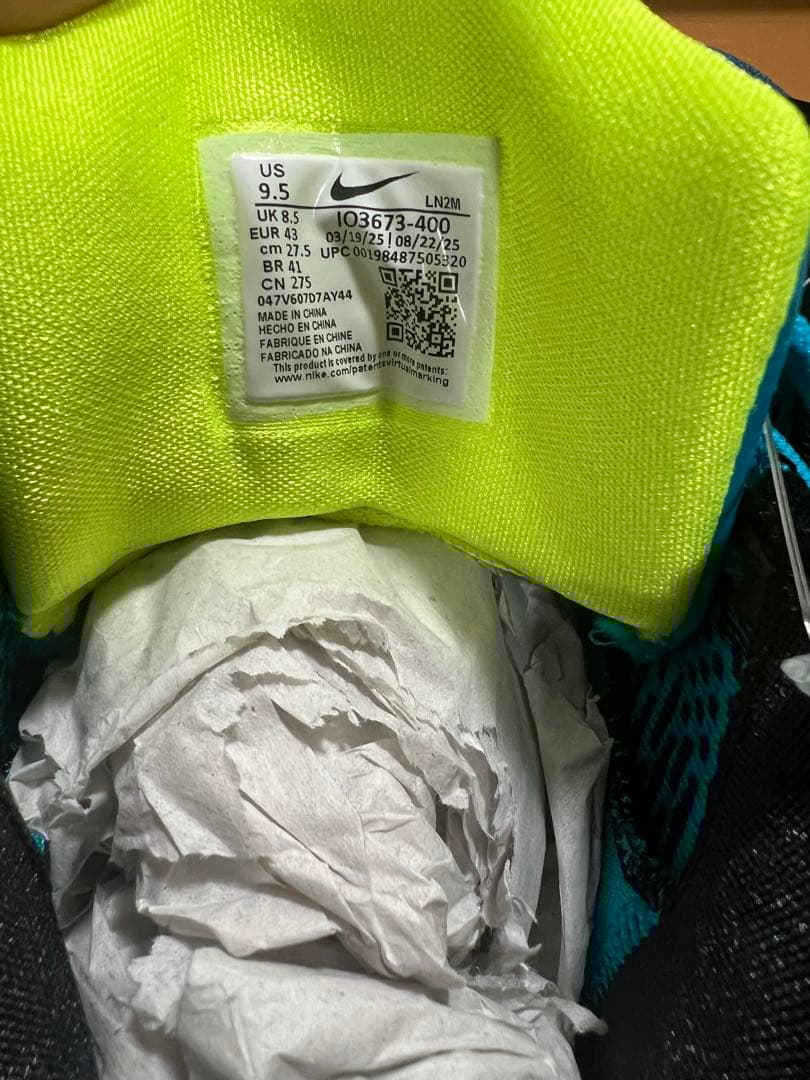 US
9.5
LN2M
UK 8.5 IO3673-400
EUR 43 03/19/25 | 08/22/25
cm 27.5 UPC 00198487505320
BR 41
CN 275
047V607D7AY44
MADE IN CHINA
HECHO EN CHINA
FABRIQUE EN CHINE
FABRICADO NA CHINA
This product is covered by one or more patents:
www.nike.com/patentsvirtualmarking